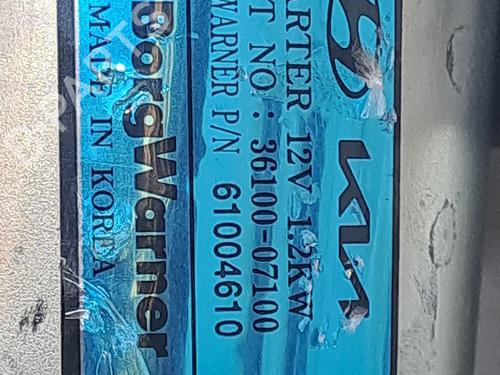 KIA
ARTER 12V 1.2KW
T NO.: 36100-07100
WARNER P/N 61004610
BorgWarner
MADE IN KOREA